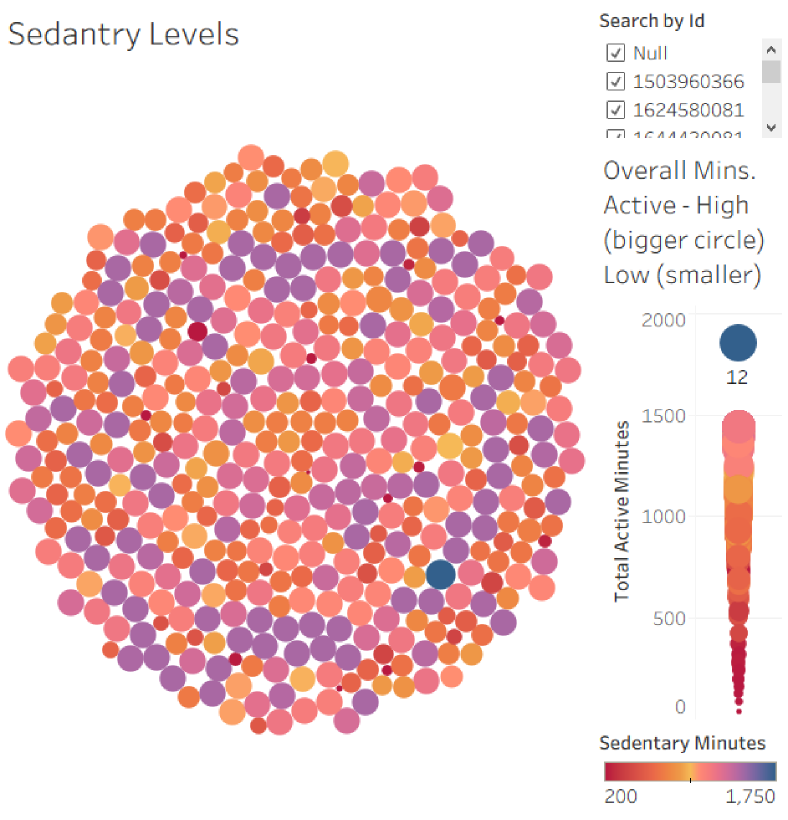 Sedantry Levels
Search by Id
Null
1503960366
1624580081
Overall Mins.
Active - High
(bigger circle)
Low (smaller)
2000
12
1500
1000
500
0
Total Active Minutes
Sedentary Minutes
200
1,750